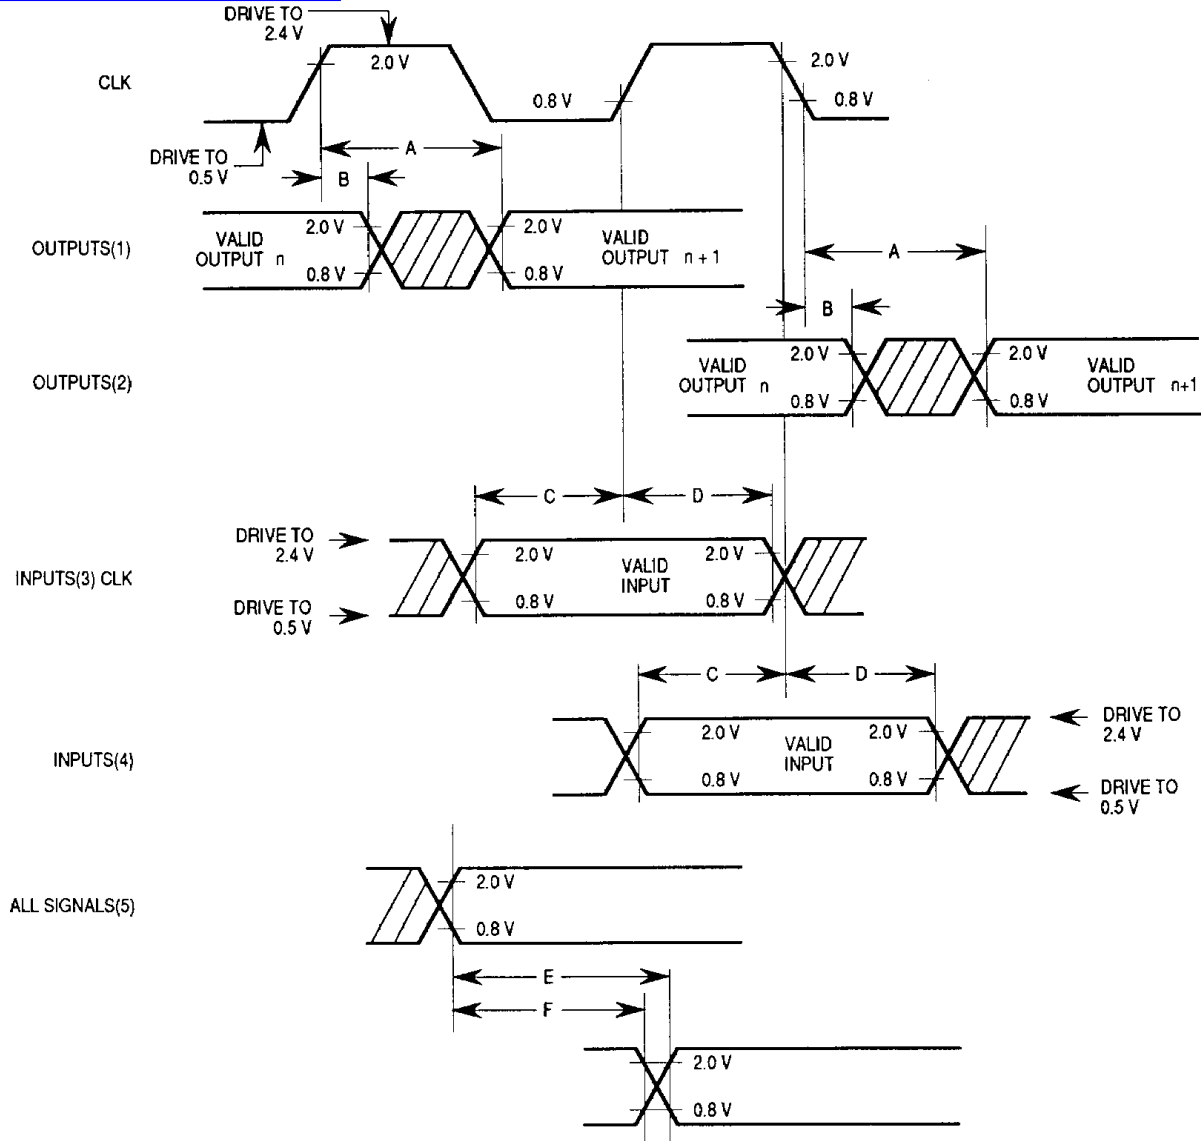 DRIVE TO
2.4 V
CLK
2.0 V
2.0 V
0.8 V
0.8 V
DRIVE TO
0.5 V
A
B
OUTPUTS(1)
VALID
OUTPUT n
2.0 V
0.8 V
2.0 V
0.8 V
VALID
OUTPUT n + 1
A
B
OUTPUTS(2)
VALID
OUTPUT n
2.0 V
0.8 V
2.0 V
0.8 V
VALID
OUTPUT n+1
C
D
DRIVE TO
2.4 V
INPUTS(3) CLK
DRIVE TO
0.5 V
2.0 V
0.8 V
VALID
INPUT
2.0 V
0.8 V
C
D
INPUTS(4)
2.0 V
0.8 V
VALID
INPUT
2.0 V
0.8 V
DRIVE TO
2.4 V
DRIVE TO
0.5 V
ALL SIGNALS(5)
2.0 V
0.8 V
E
F
2.0 V
0.8 V